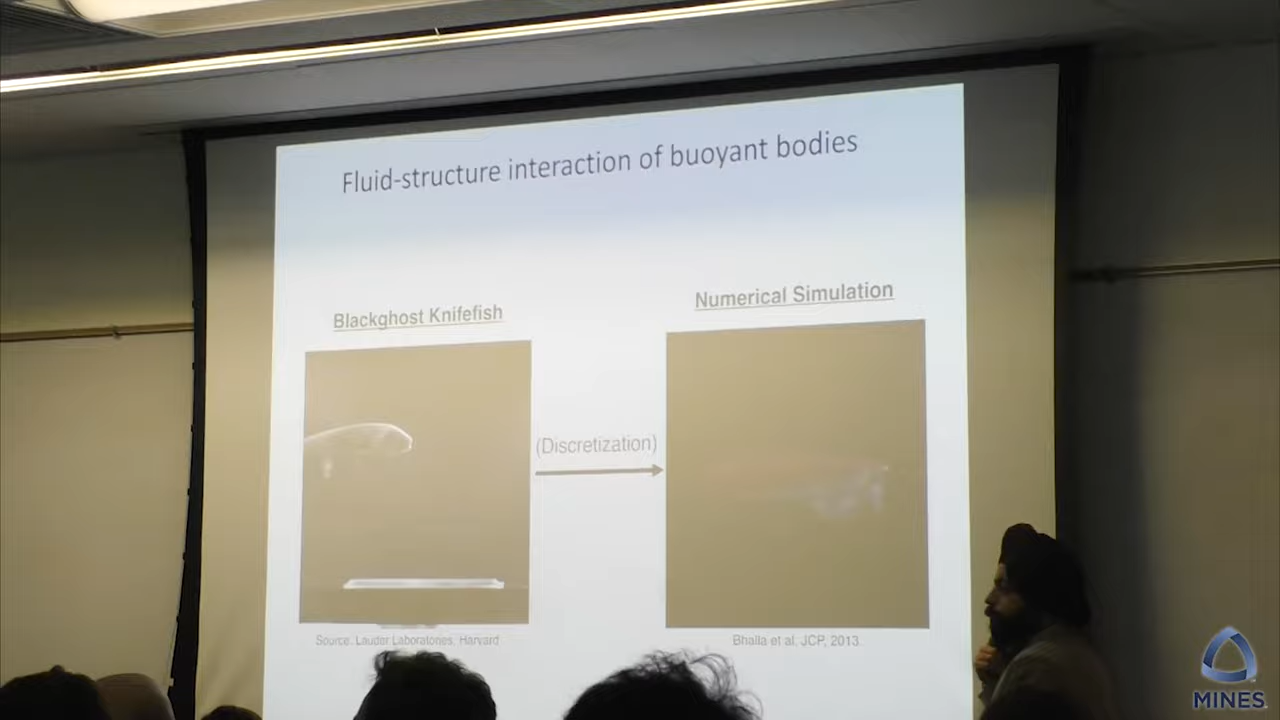 Fluid-structure interaction of buoyant bodies
Blackghost Knifefish
Numerical Simulation
(Discretization)
Source. Lauder Laboratories, Harvard
Bhalla et al. JCP, 2013.
MINES